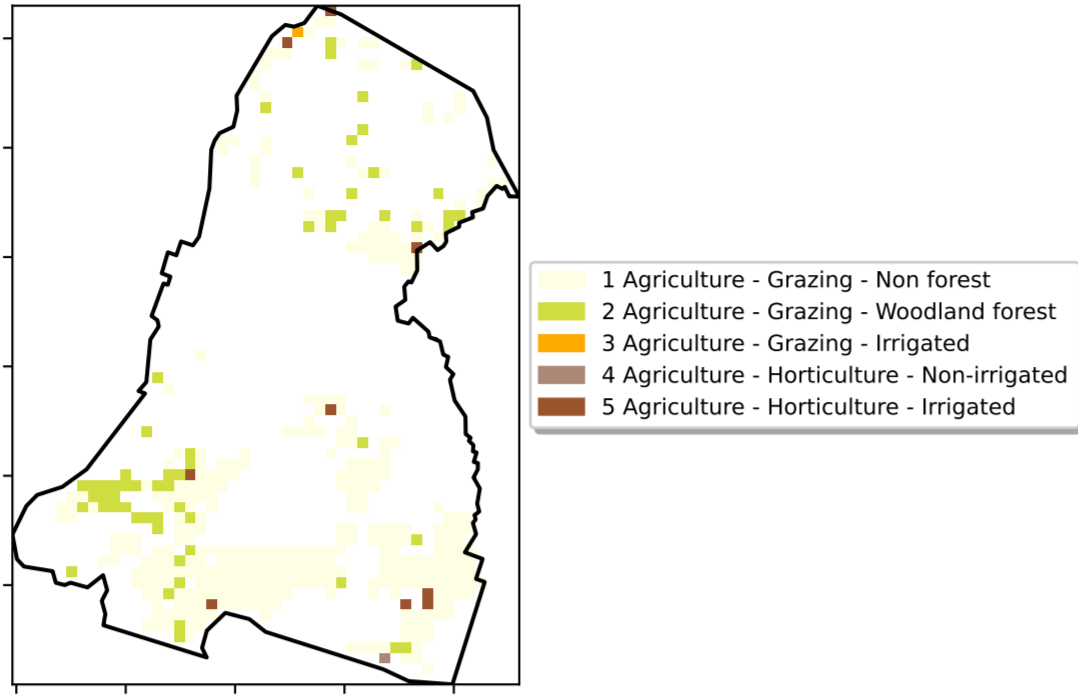 1 Agriculture - Grazing - Non forest
2 Agriculture - Grazing - Woodland forest
3 Agriculture - Grazing - Irrigated
4 Agriculture - Horticulture - Non-irrigated
5 Agriculture - Horticulture - Irrigated